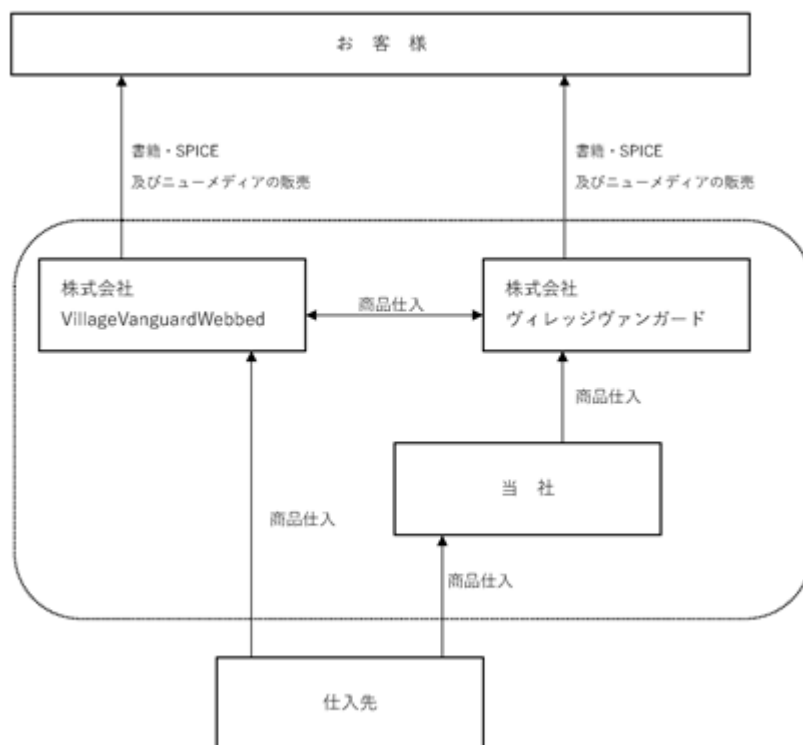 お 客 様
書籍・SPICE
及びニューメディアの販売
書籍・SPICE
及びニューメディアの販売
株式会社
VillageVanguardWebbed
商品仕入
株式会社
ヴィレッジヴァンガード
商品仕入
当 社
商品仕入
商品仕入
仕入先